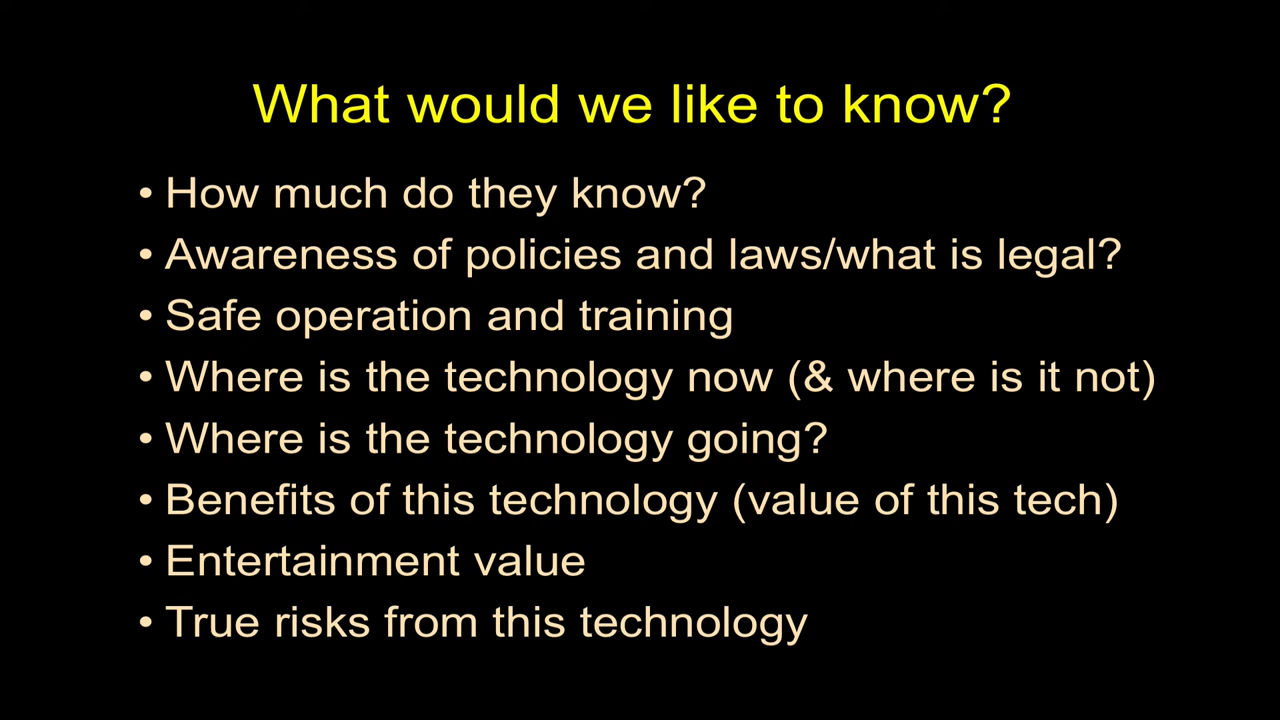 What would we like to know?
• How much do they know?
• Awareness of policies and laws/what is legal?
• Safe operation and training
• Where is the technology now (& where is it not)
• Where is the technology going?
• Benefits of this technology (value of this tech)
• Entertainment value
• True risks from this technology